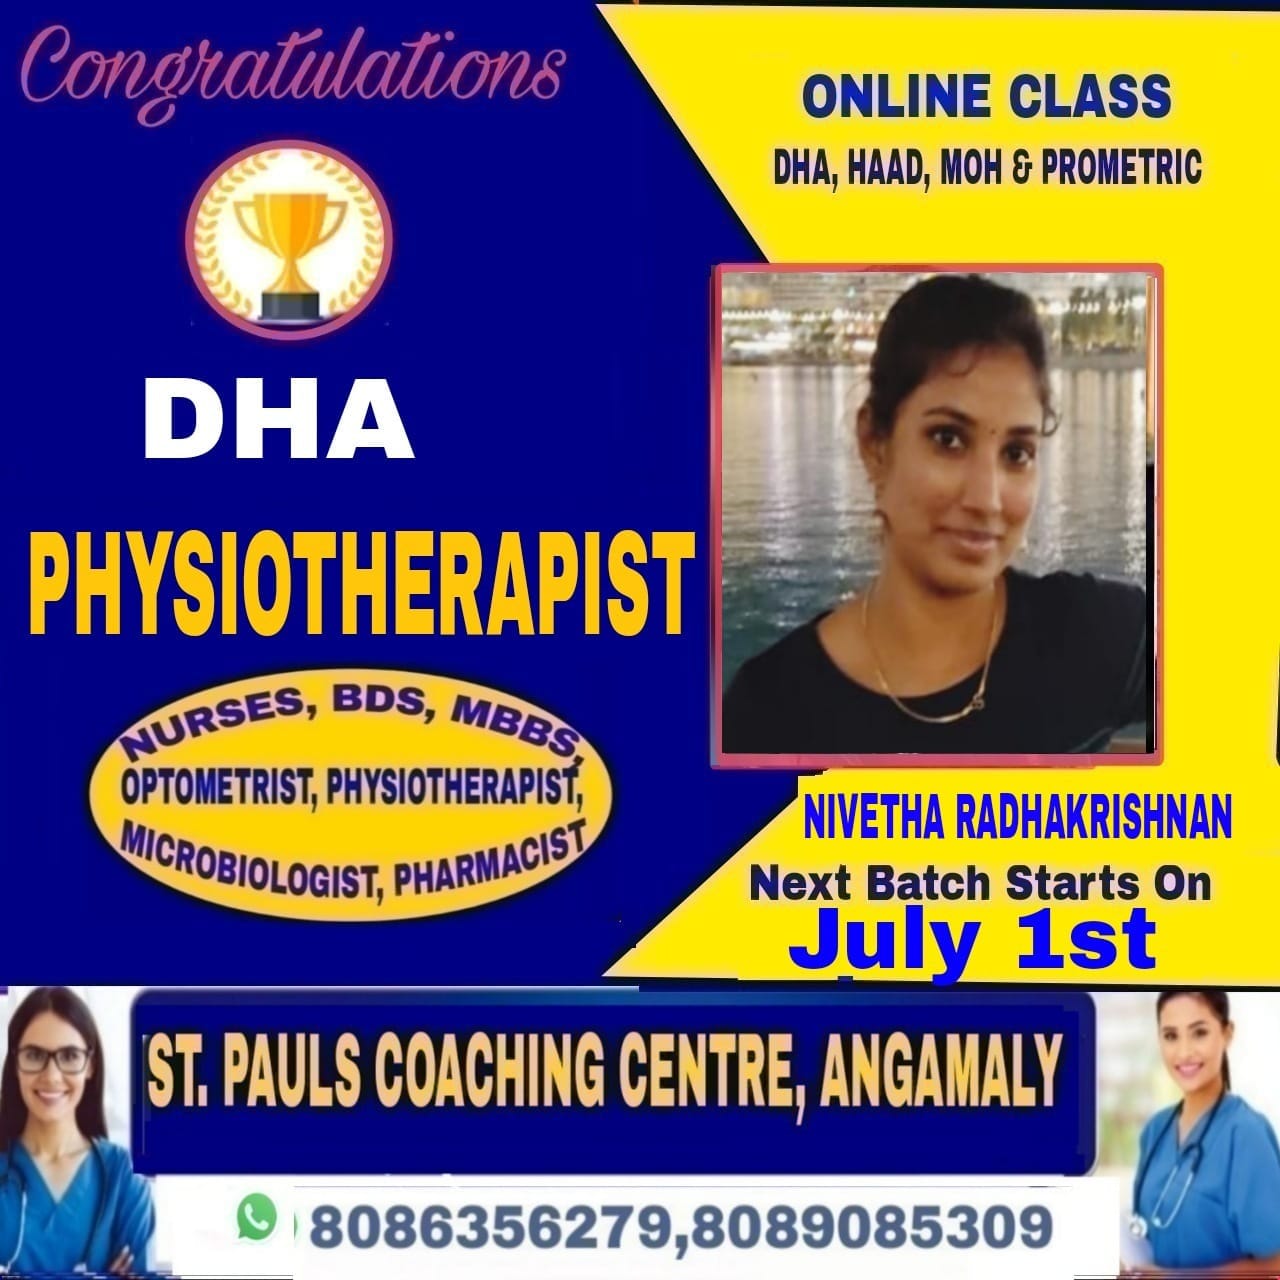 Congratulations
DHA
PHYSIOTHERAPIST
NURSES, BDS, MBBS,
OPTOMETRIST, PHYSIOTHERAPIST,
MICROBIOLOGIST, PHARMACIST
ONLINE CLASS
DHA, HAAD, MOH & PROMETRIC
NIVETHA RADHAKRISHNAN
Next Batch Starts On
July 1st
ST. PAULS COACHING CENTRE, ANGAMALY
8086356279,8089085309